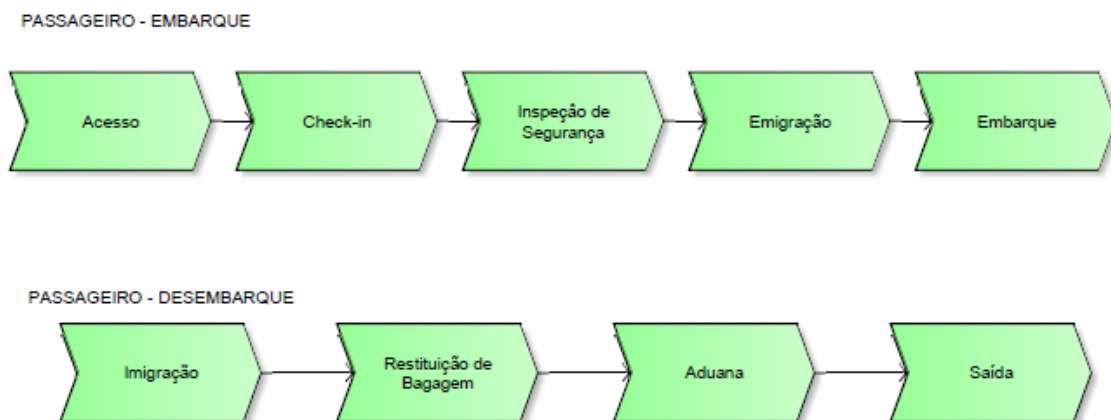 PASSAGEIRO - EMBARQUE
Acesso
Check-in
Inspeção de
Segurança
Emigração
Embarque
PASSAGEIRO - DESEMBARQUE
Imigração
Restituição de
Bagagem
Aduana
Saída